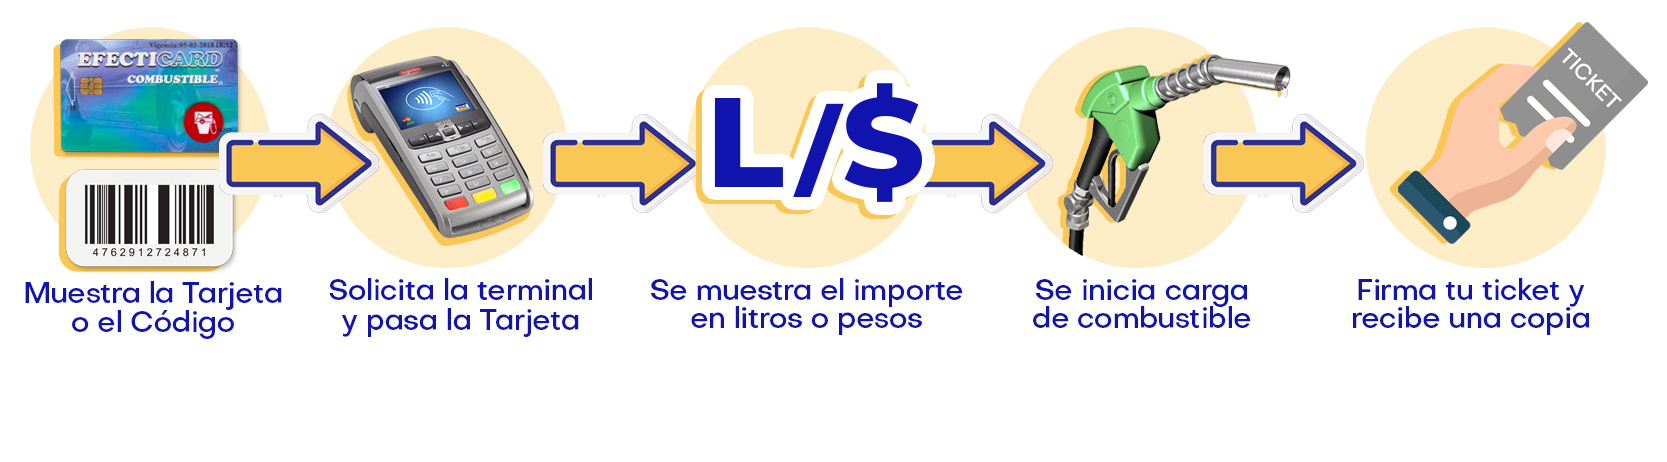 Vigencia:05-03-2018 18:12
EFECTICARD
COMBUSTIBLE
4762912724871
Muestra la Tarjeta
o el Código
Solicita la terminal
y pasa la Tarjeta
L/$
Se muestra el importe
en litros o pesos
Se inicia carga
de combustible
TICKET
Firma tu ticket y
recibe una copia